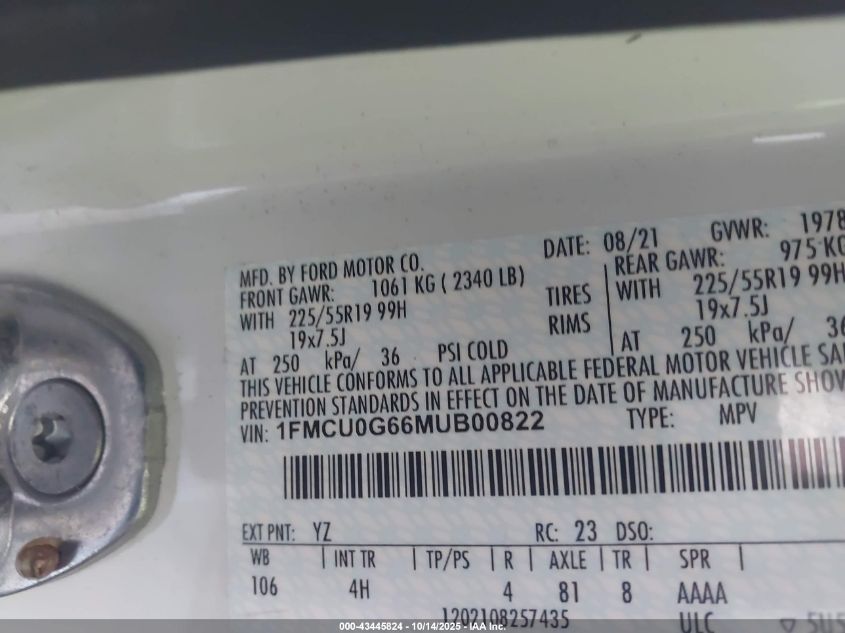 DATE: 08/21 GVWR: 1978
MFD. BY FORD MOTOR CO.
FRONT GAWR: 1061 KG ( 2340 LB) REAR GAWR: 975 KG
WITH 225/55R19 99H TIRES WITH 225/55R19 99H
19x7.5J RIMS 19x7.5J
AT 250 kPa/ 36 PSI COLD AT 250 kPa/ 36
THIS VEHICLE CONFORMS TO ALL APPLICABLE FEDERAL MOTOR VEHICLE SA
PREVENTION STANDARDS IN EFFECT ON THE DATE OF MANUFACTURE SHOW
VIN: 1FMCU0G66MUB00822 TYPE: MPV
EXT PNT: YZ RC: 23 DSO:
WB | INT TR | TP/PS | R | AXLE | TR | SPR |
106 4H 4 81 8 AAAA
1202108257435 ULC
000-43445824 | 10/14/2025 - IAA Inc.